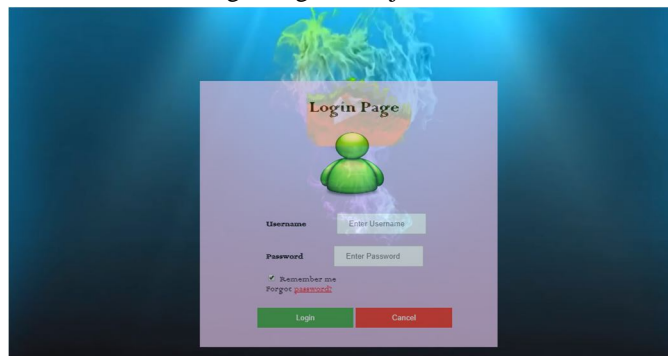 Login Page
Username Enter Username
Password Enter Password
Remember me
Forgot password?
Login Cancel